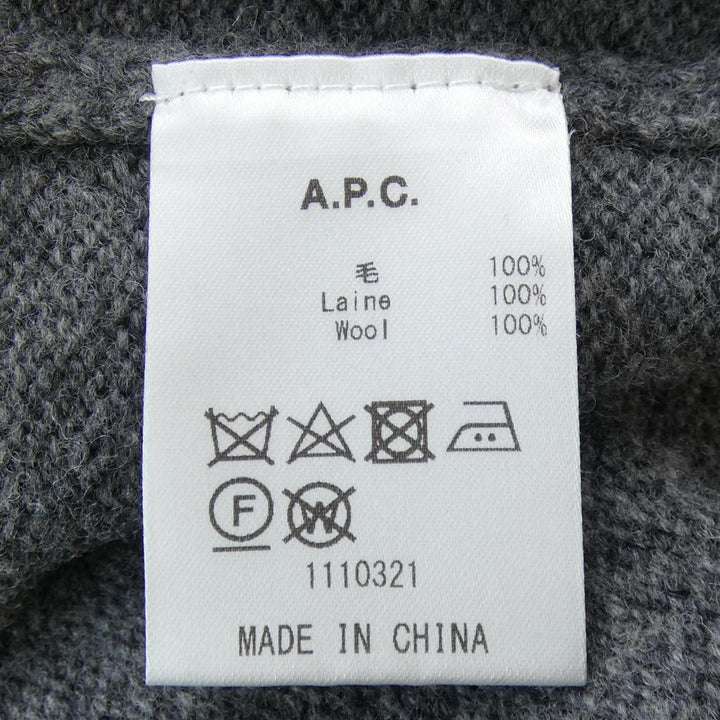 A.P.C.
毛 100%
Laine 100%
Wool 100%
F W
1110321
MADE IN CHINA